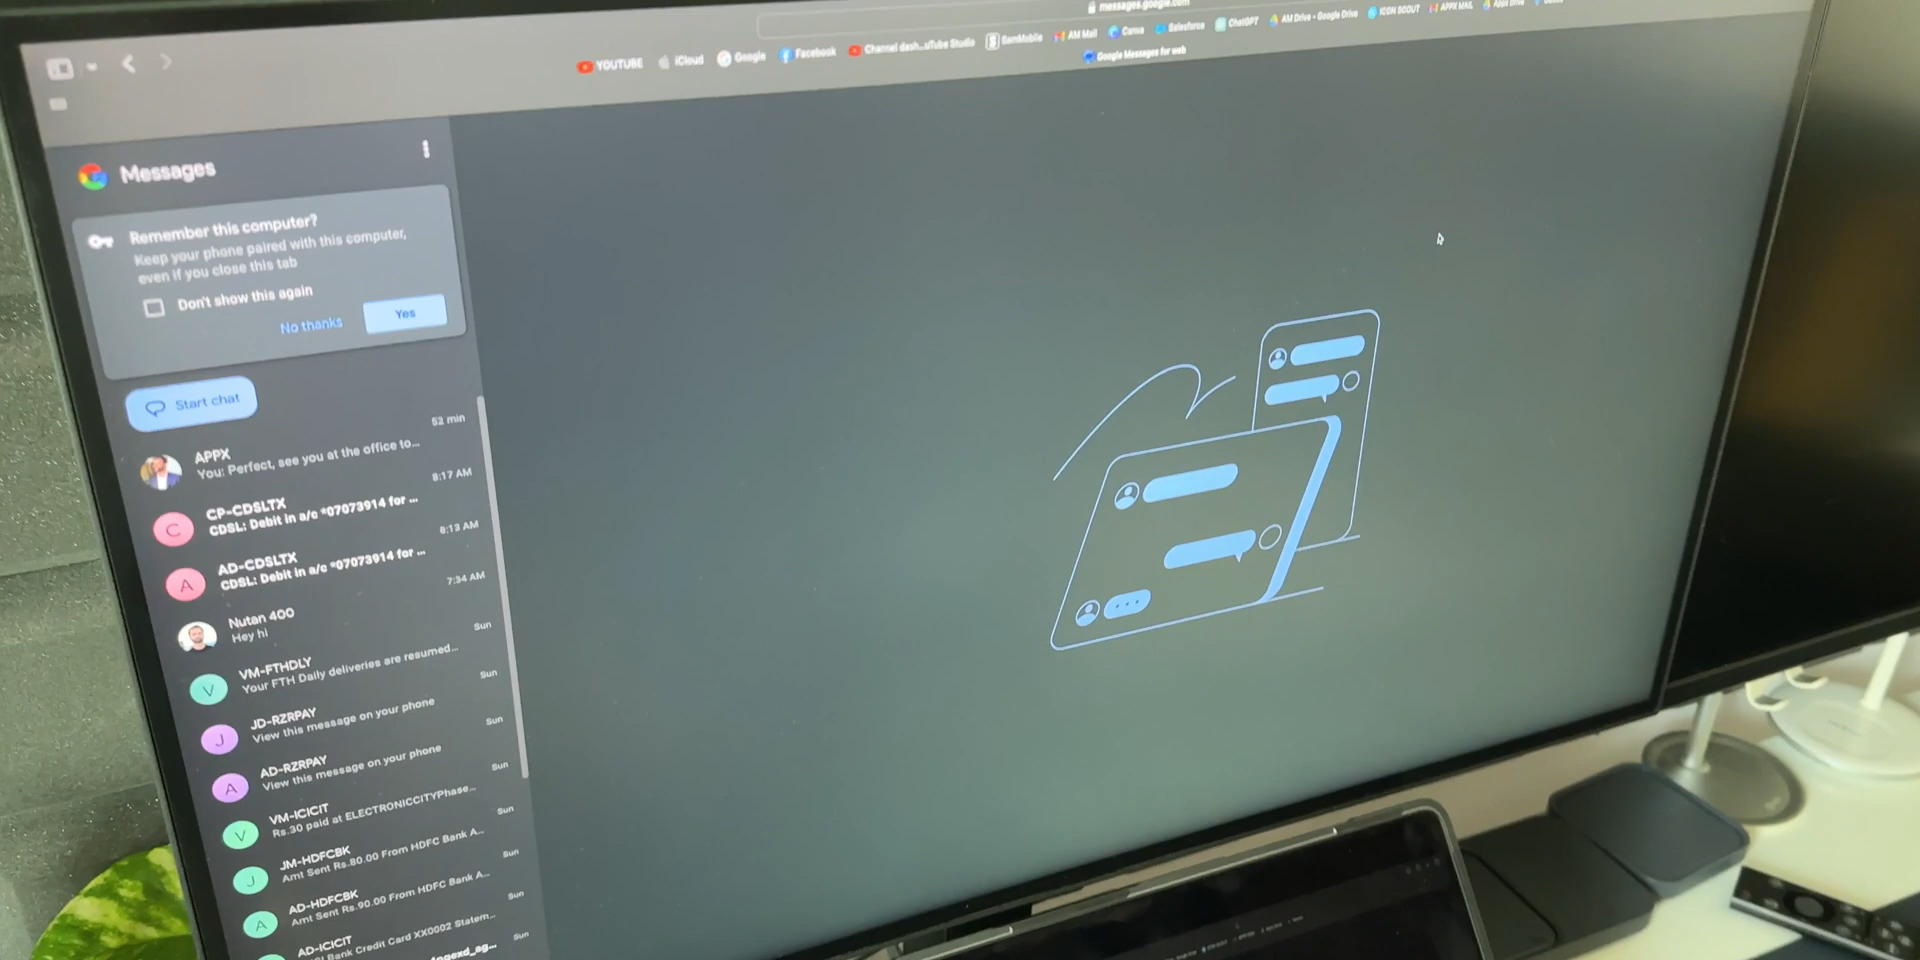 messages.google.com
YOUTUBE
iCloud
Google
Facebook
Channel dash...uTube Studio
SamMobile
AM Mail
Canva
Salesforce
ChatGPT
AM Drive - Google Drive
ICON SCOUT
APPX MAIL
Google Messages for web
Messages
Remember this computer?
Keep your phone paired with this computer,
even if you close this tab
Don't show this again
No thanks
Yes
Start chat
APPX
52 min
You: Perfect, see you at the office to...
C
CP-CDSLTX
8:17 AM
CDSL: Debit in a/c *07073914 for ...
A
AD-CDSLTX
8:13 AM
CDSL: Debit in a/c *07073914 for ...
Nutan 400
7:34 AM
Hey hi
V
VM-FTHDLY
Sun
Your FTH Daily deliveries are resumed...
J
JD-RZRPAY
Sun
View this message on your phone
A
AD-RZRPAY
Sun
View this message on your phone
V
VM-ICICIT
Sun
Rs.30 paid at ELECTRONICCITYPhase...
J
JM-HDFCBK
Sun
Amt Sent Rs.80.00 From HDFC Bank A...
A
AD-HDFCBK
Sun
Amt Sent Rs.90.00 From HDFC Bank A...
AD-ICICIT
Sun
Bank Credit Card XX0002 Statem...
Sun